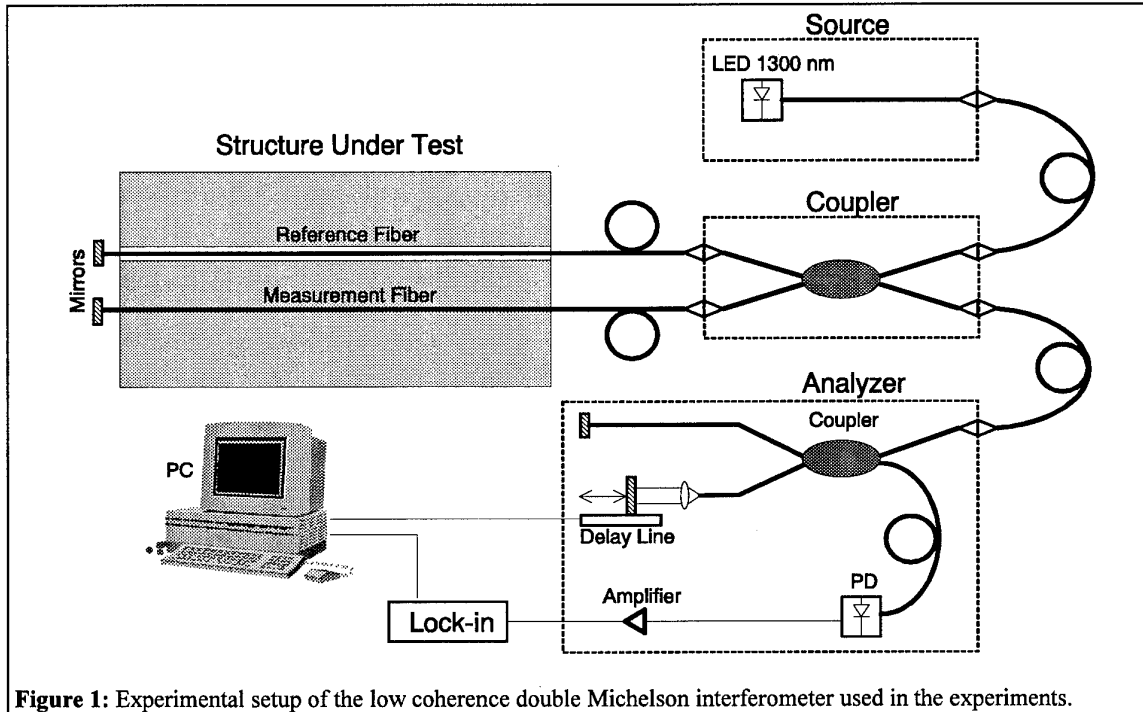 Source
LED 1300 nm
Structure Under Test
Coupler
Reference Fiber
Mirrors
Measurement Fiber
Analyzer
Coupler
PC
Delay Line
PD
Amplifier
Lock-in
Figure 1: Experimental setup of the low coherence double Michelson interferometer used in the experiments.